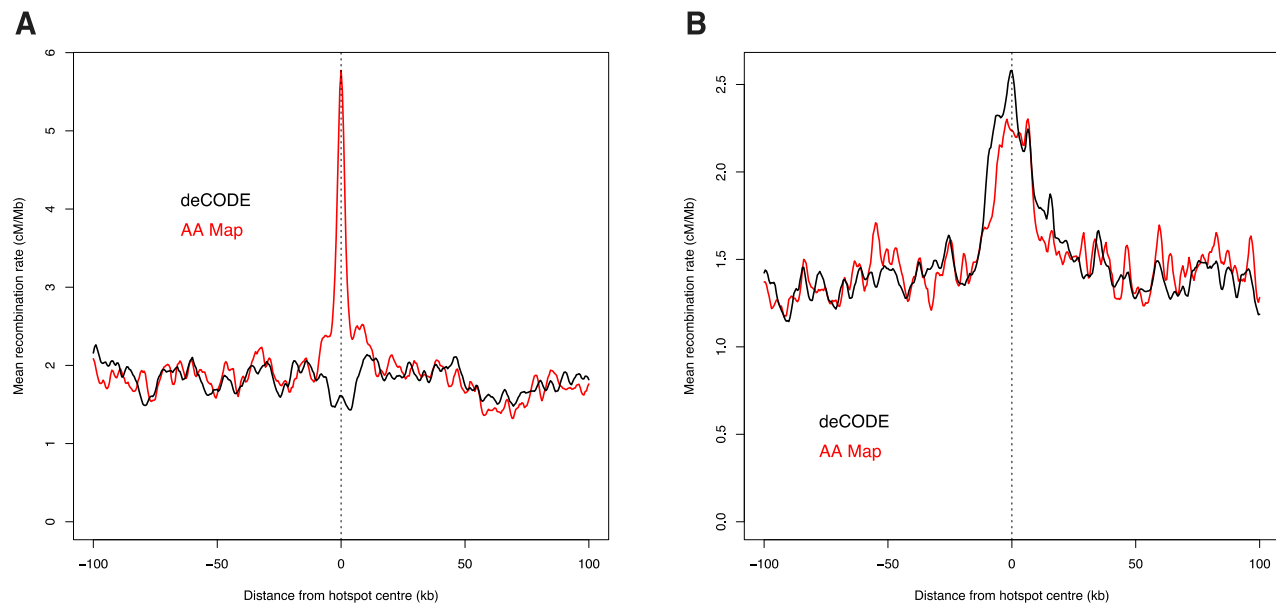 A
Mean recombination rate (cM/Mb)
6
5
4
3
2
1
0
deCODE
AA Map
−100
−50
0
50
100
Distance from hotspot centre (kb)
B
Mean recombination rate (cM/Mb)
2.5
2.0
1.5
1.0
0.5
0.0
deCODE
AA Map
−100
−50
0
50
100
Distance from hotspot centre (kb)